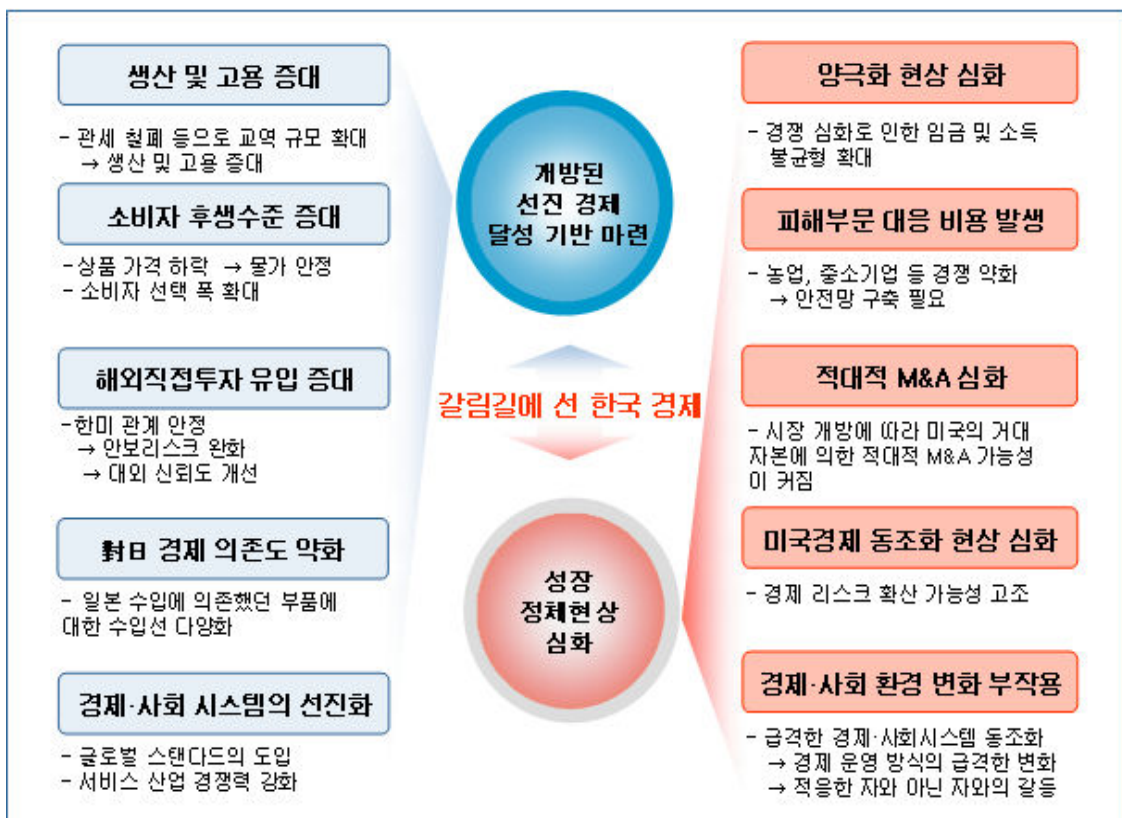 생산 및 고용 증대
- 관세 철폐 등으로 교역 규모 확대
→ 생산 및 고용 증대
소비자 후생수준 증대
-상품 가격 하락 → 물가 안정
- 소비자 선택 폭 확대
해외직접투자 유입 증대
-한미 관계 안정
→ 안보리스크 완화
→ 대외 신뢰도 개선
對日 경제 의존도 약화
- 일본 수입에 의존했던 부품에
대한 수입선 다양화
경제·사회 시스템의 선진화
- 글로벌 스탠다드의 도입
- 서비스 산업 경쟁력 강화
개방된
선진 경제
달성 기반 마련
갈림길에 선 한국 경제
성장
정체현상
심화
양극화 현상 심화
- 경쟁 심화로 인한 임금 및 소득
불균형 확대
피해부문 대응 비용 발생
- 농업, 중소기업 등 경쟁 약화
→ 안전망 구축 필요
적대적 M&A 심화
- 시장 개방에 따라 미국의 거대
자본에 의한 적대적 M&A 가능성
이 커짐
미국경제 동조화 현상 심화
- 경제 리스크 확산 가능성 고조
경제·사회 환경 변화 부작용
- 급격한 경제·사회시스템 동조화
→ 경제 운영 방식의 급격한 변화
→ 적응한 자와 아닌 자와의 갈등